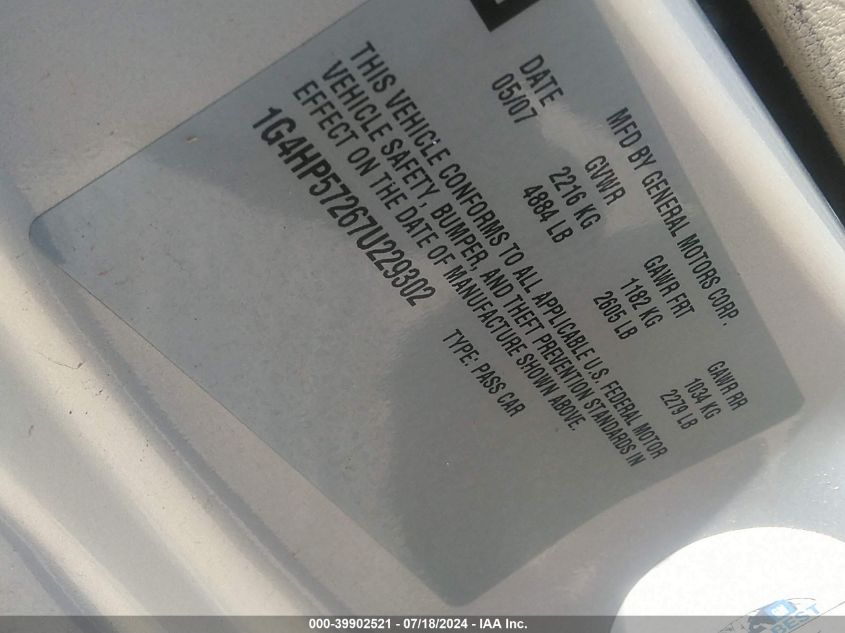 MFD BY GENERAL MOTORS CORP.
DATE GVWR GAWR FRT GAWR RR
05/07 2216 KG 1182 KG 1034 KG
4884 LB 2605 LB 2279 LB
THIS VEHICLE CONFORMS TO ALL APPLICABLE U.S. FEDERAL MOTOR
VEHICLE SAFETY, BUMPER, AND THEFT PREVENTION STANDARDS IN
EFFECT ON THE DATE OF MANUFACTURE SHOWN ABOVE.
1G4HP57267U229302 TYPE: PASS CAR
BEST
000-39902521 - 07/18/2024 - IAA Inc.